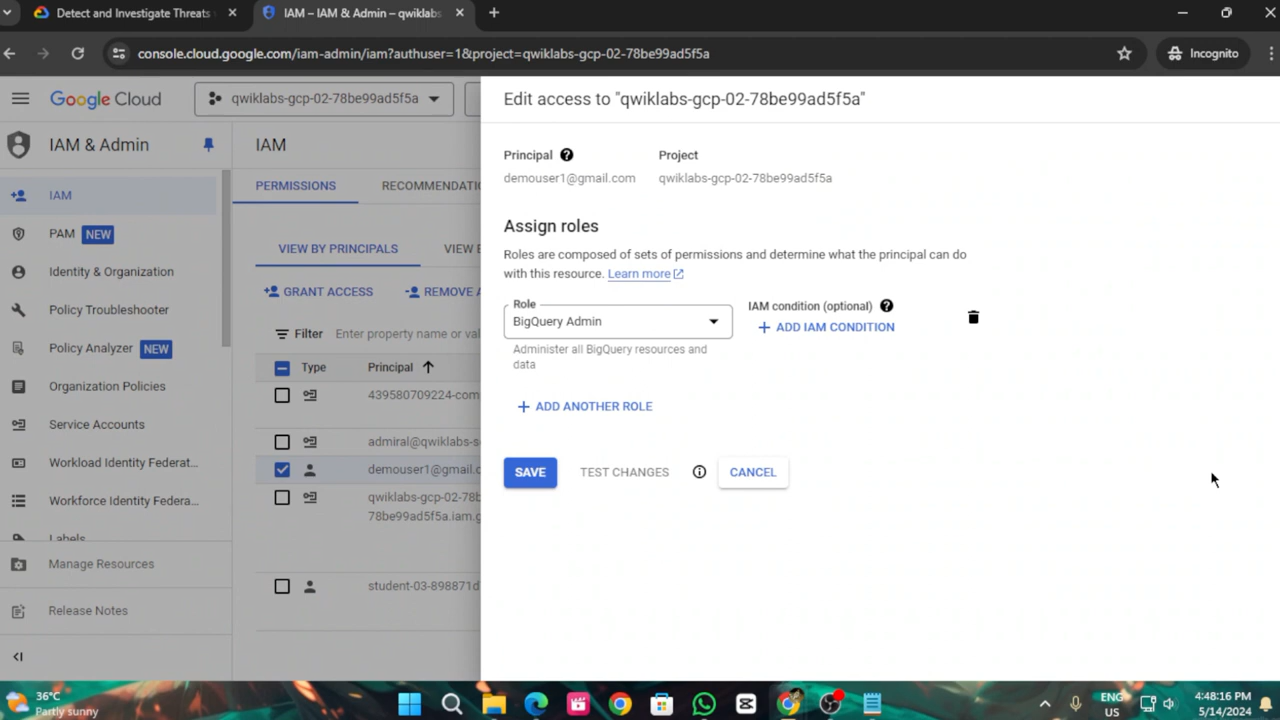 Detect and Investigate Threats
IAM – IAM & Admin – qwiklabs
console.cloud.google.com/iam-admin/iam?authuser=1&project=qwiklabs-gcp-02-78be99ad5f5a
Incognito
Google Cloud
qwiklabs-gcp-02-78be99ad5f5a
IAM & Admin
IAM
PAM NEW
Identity & Organization
Policy Troubleshooter
Policy Analyzer NEW
Organization Policies
Service Accounts
Workload Identity Federat...
Workforce Identity Federa...
Labels
Manage Resources
Release Notes
IAM
PERMISSIONS
RECOMMENDATIO
VIEW BY PRINCIPALS
VIEW
GRANT ACCESS
REMOVE A
Filter Enter property name or val
Type Principal
439580709224-com
admiral@qwiklabs-s
demouser1@gmail.c
qwiklabs-gcp-02-78b
78be99ad5f5a.iam.g
student-03-898871d
Edit access to "qwiklabs-gcp-02-78be99ad5f5a"
Principal Project
demouser1@gmail.com qwiklabs-gcp-02-78be99ad5f5a
Assign roles
Roles are composed of sets of permissions and determine what the principal can do
with this resource. Learn more
Role
BigQuery Admin
Administer all BigQuery resources and
data
IAM condition (optional)
ADD IAM CONDITION
ADD ANOTHER ROLE
SAVE TEST CHANGES CANCEL
36°C
Partly sunny
ENG
US
4:48:16 PM
5/14/2024